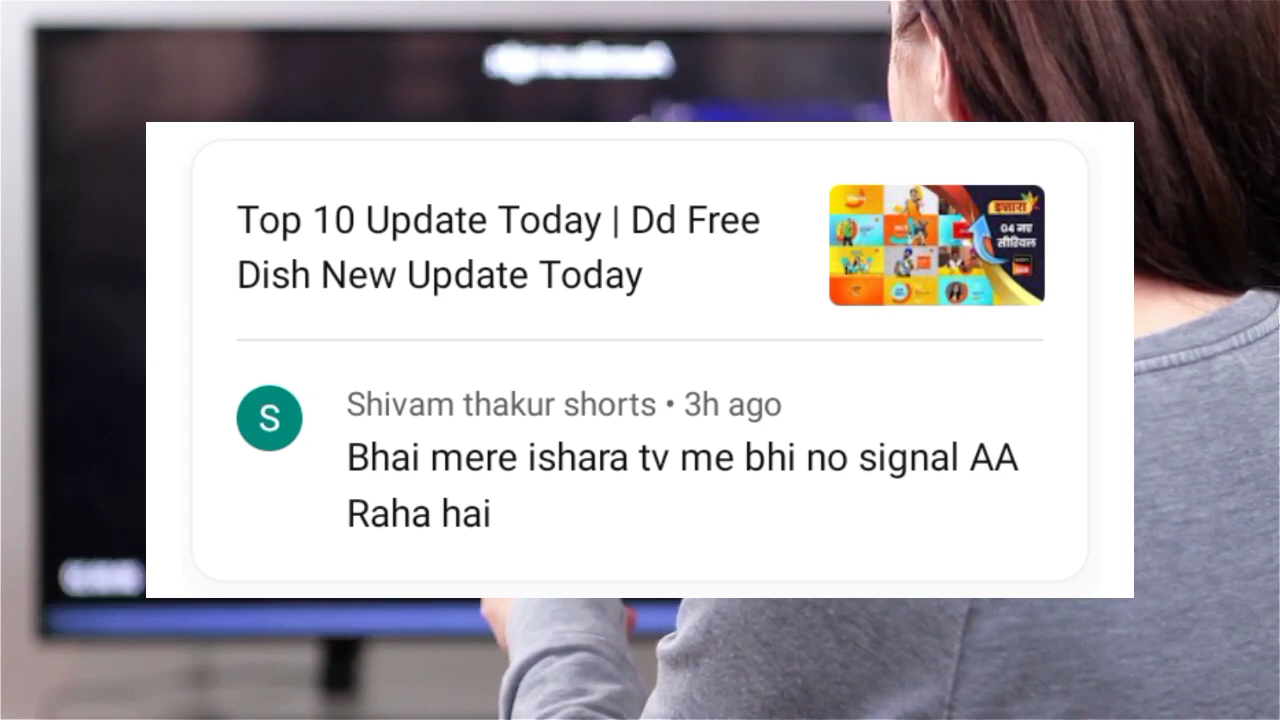 Top 10 Update Today | Dd Free
Dish New Update Today
इशारा
04 नए
सीरियल
S
Shivam thakur shorts • 3h ago
Bhai mere ishara tv me bhi no signal AA
Raha hai